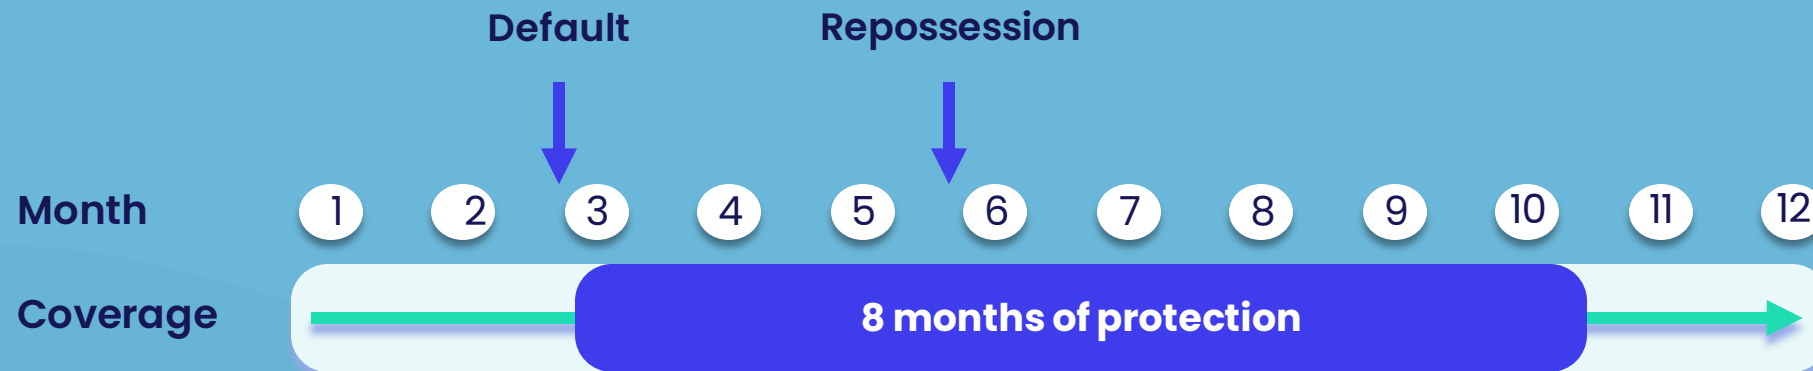 Default Repossession
Month 1 2 3 4 5 6 7 8 9 10 11 12
Coverage 8 months of protection